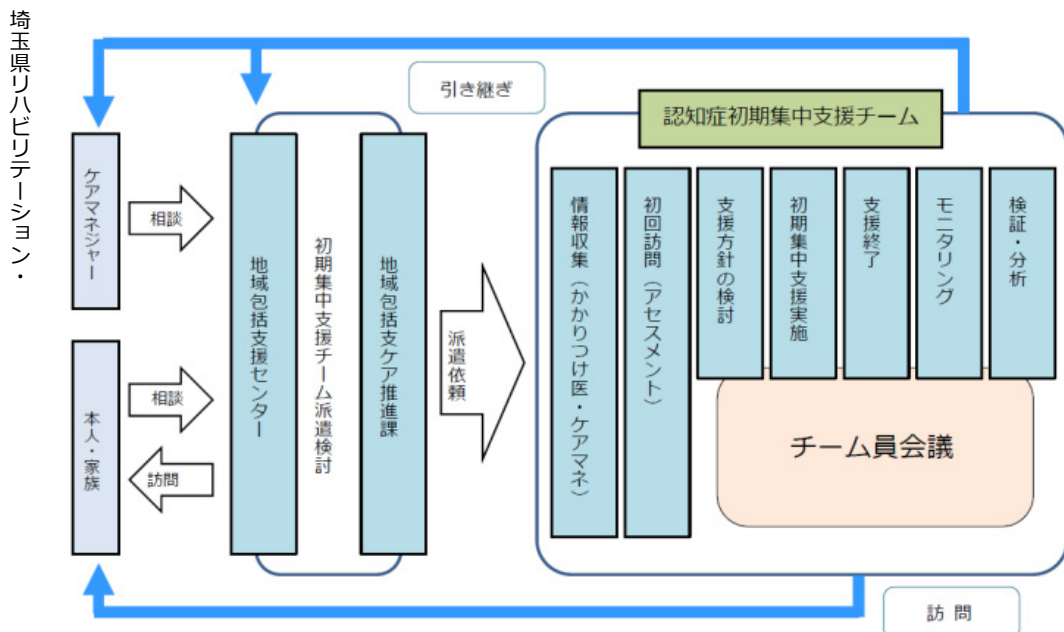 埼玉県リハビリテーション・
引き継ぎ
認知症初期集中支援チーム
ケアマネジャー
相談
本人・家族
相談
訪問
地域包括支援センター
初期集中支援チーム派遣検討
地域包括支ケア推進課
派遣依頼
情報収集（かかりつけ医・ケアマネ）
初回訪問（アセスメント）
支援方針の検討
初期集中支援実施
支援終了
モニタリング
検証・分析
チーム員会議
訪 問